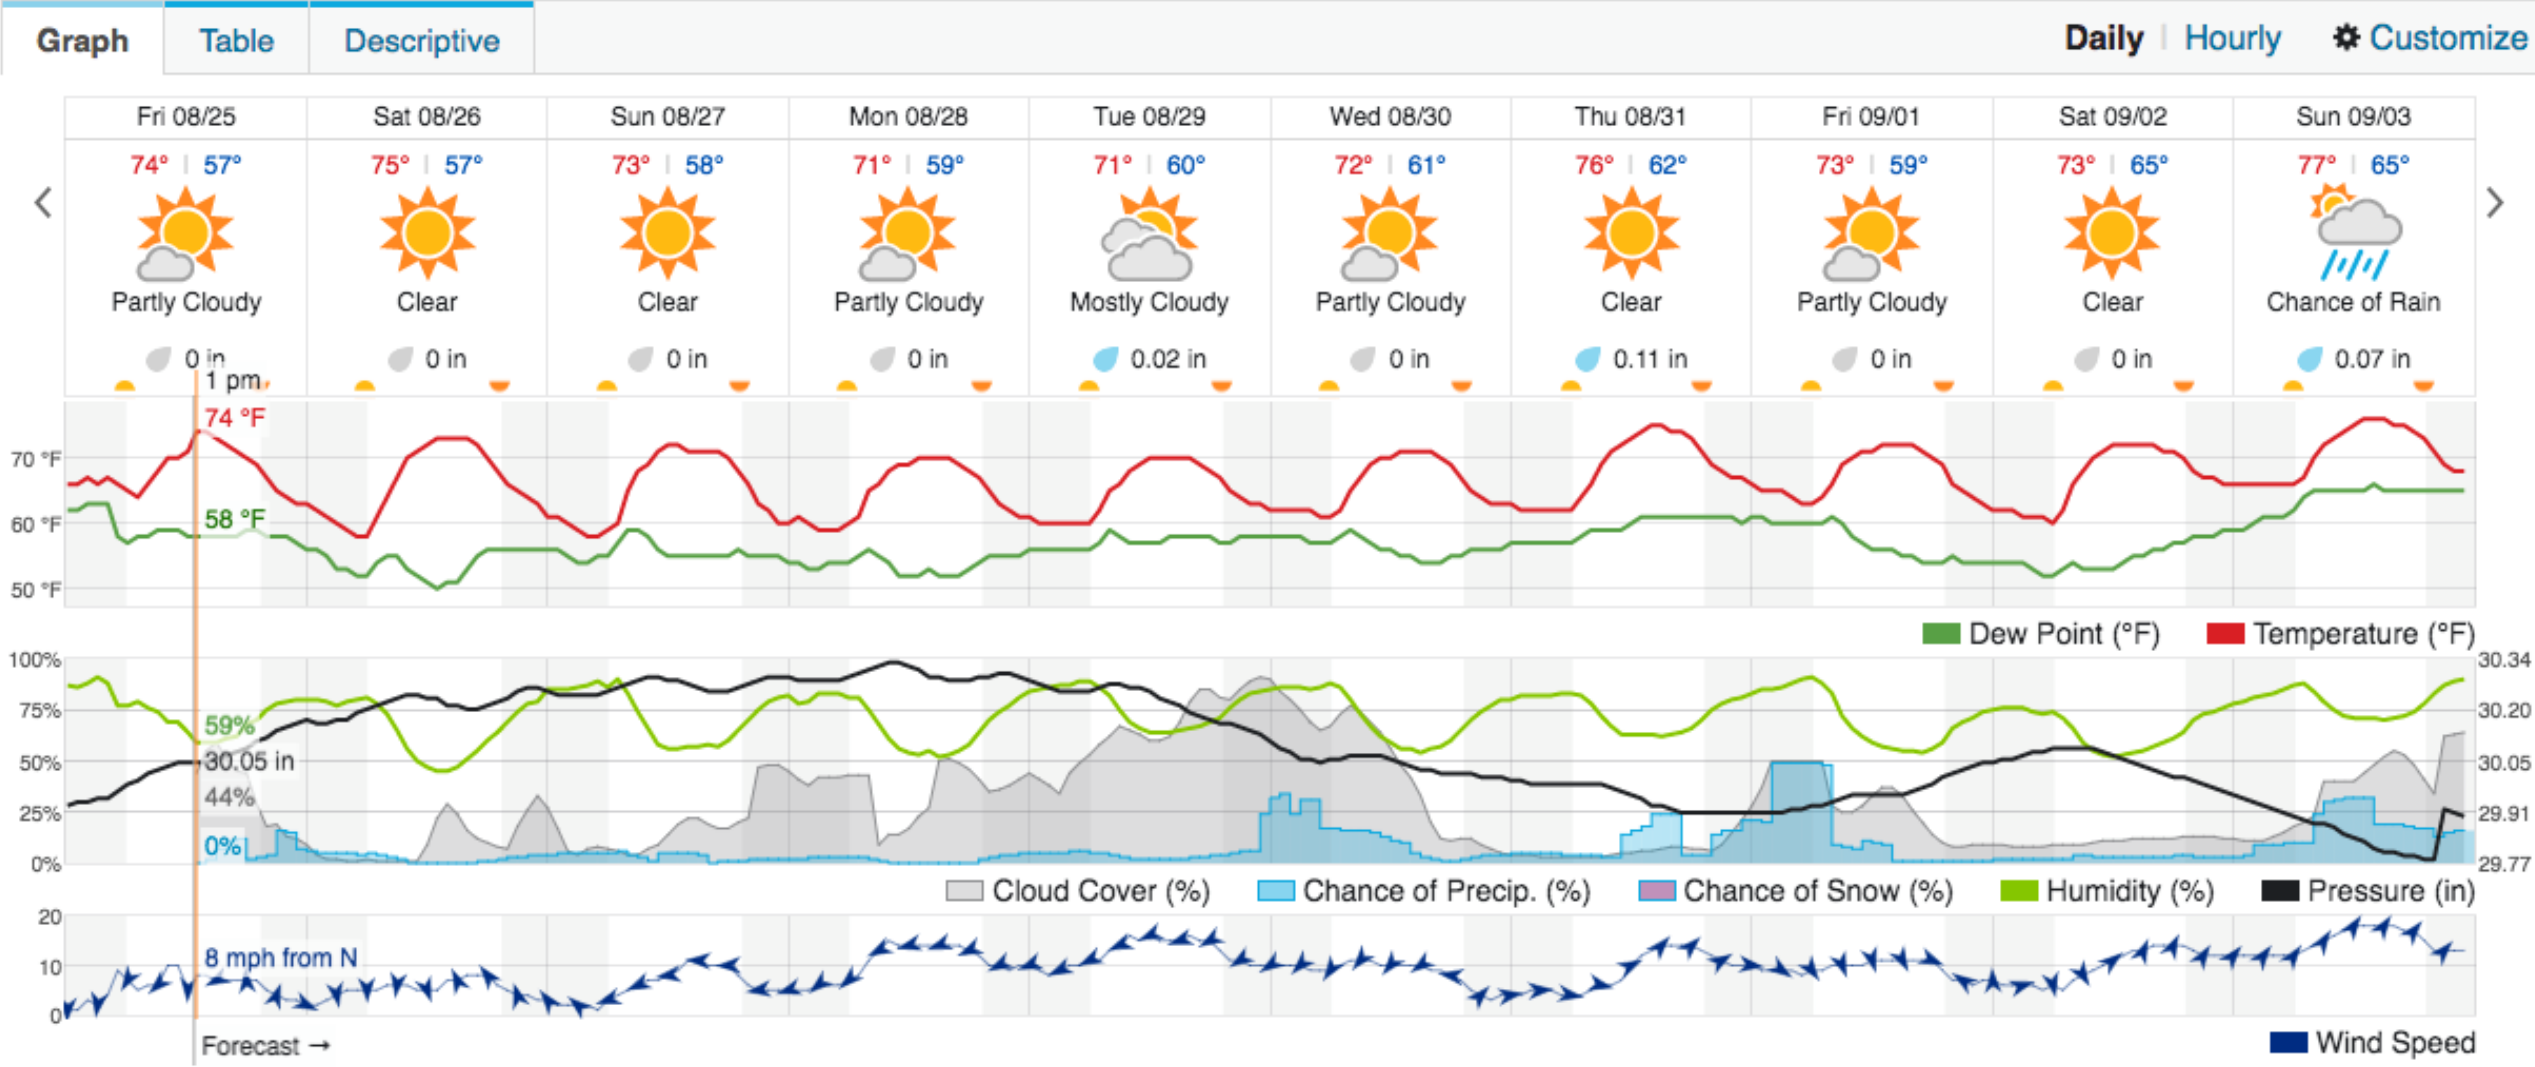 Graph Table Descriptive Daily | Hourly Customize
Fri 08/25 Sat 08/26 Sun 08/27 Mon 08/28 Tue 08/29 Wed 08/30 Thu 08/31 Fri 09/01 Sat 09/02 Sun 09/03
74° | 57° 75° | 57° 73° | 58° 71° | 59° 71° | 60° 72° | 61° 76° | 62° 73° | 59° 73° | 65° 77° | 65°
Partly Cloudy Clear Clear Partly Cloudy Mostly Cloudy Partly Cloudy Clear Partly Cloudy Clear Chance of Rain
0 in 0 in 0 in 0 in 0.02 in 0 in 0.11 in 0 in 0 in 0.07 in
1 pm
74 °F
70 °F
58 °F
60 °F
50 °F
Dew Point (°F) Temperature (°F)
100% 30.34
75% 30.20
59%
50% 30.05 in 30.05
44%
25% 29.91
0%
0% 29.77
Cloud Cover (%) Chance of Precip. (%) Chance of Snow (%) Humidity (%) Pressure (in)
20
8 mph from N
10
0
Forecast → Wind Speed